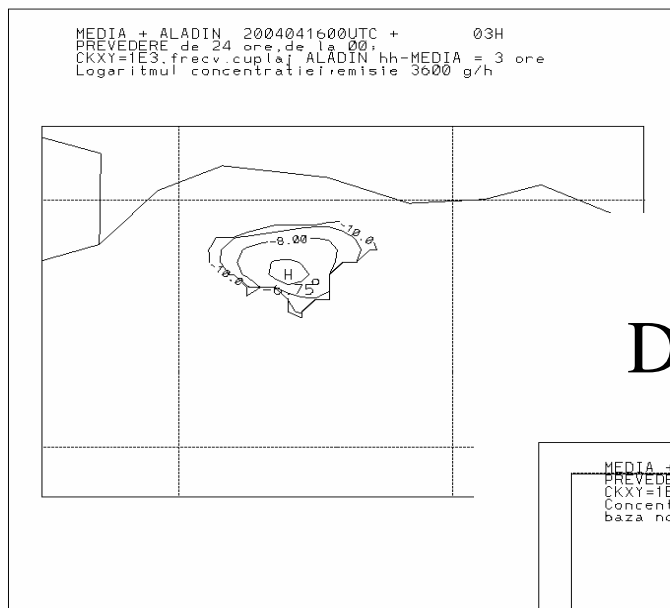 MEDIA + ALADIN 2004041600UTC + 03H
PREVEDERE de 24 ore,de la 00:
CKXY=1E3,frecv.cuplaj ALADIN hh-MEDIA = 3 ore
Logaritmul concentratiei;emisie 3600 g/h
-10.0
-8.00
-10.0
H
-6.75
D
MEDIA +
PREVEDE
CKXY=1E
Concent
baza no